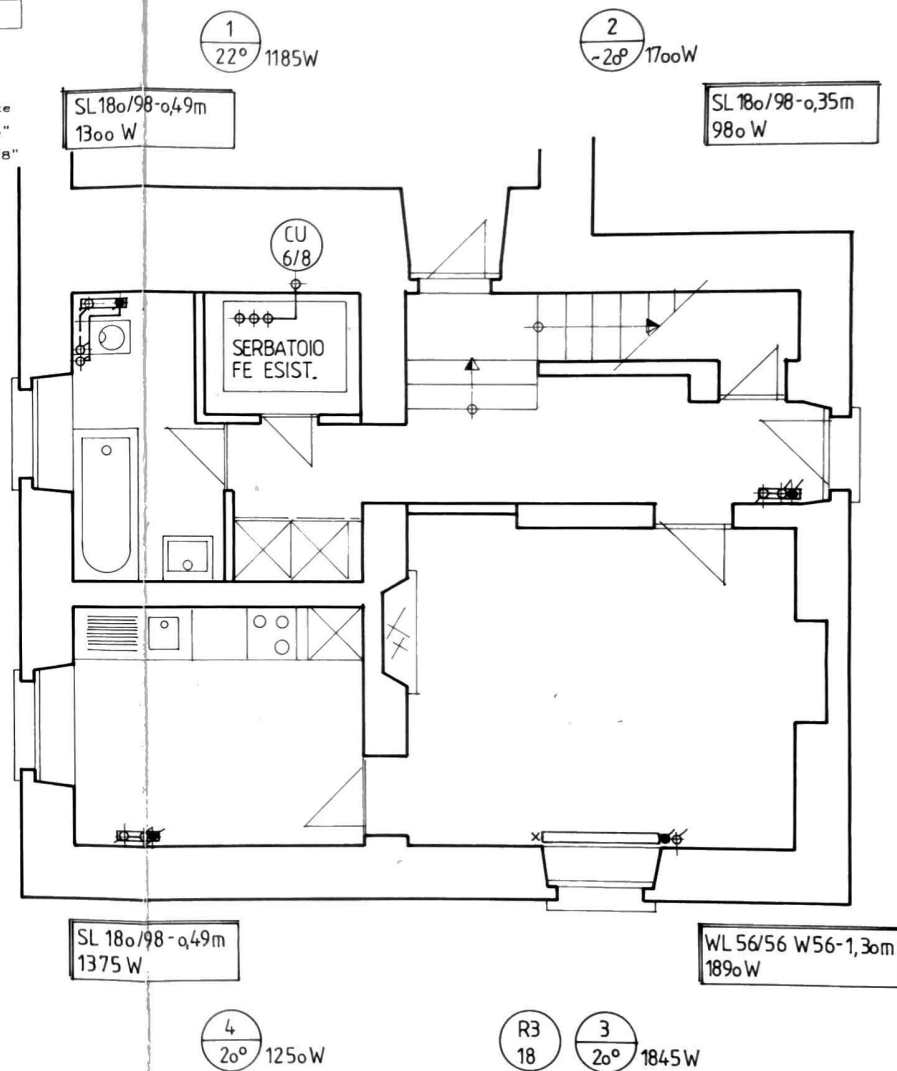 1
22° 1185W
2
~20° 1700W
SL 180/98-0,49m
1300 W
SL 180/98-0,35m
980 W
8"
CU
6/8
SERBATOIO
FE ESIST.
SL 180/98-0,49m
1375 W
WL 56/56 W56-1,30m
1890W
4
20° 1250W
R3
18
3
20° 1845W